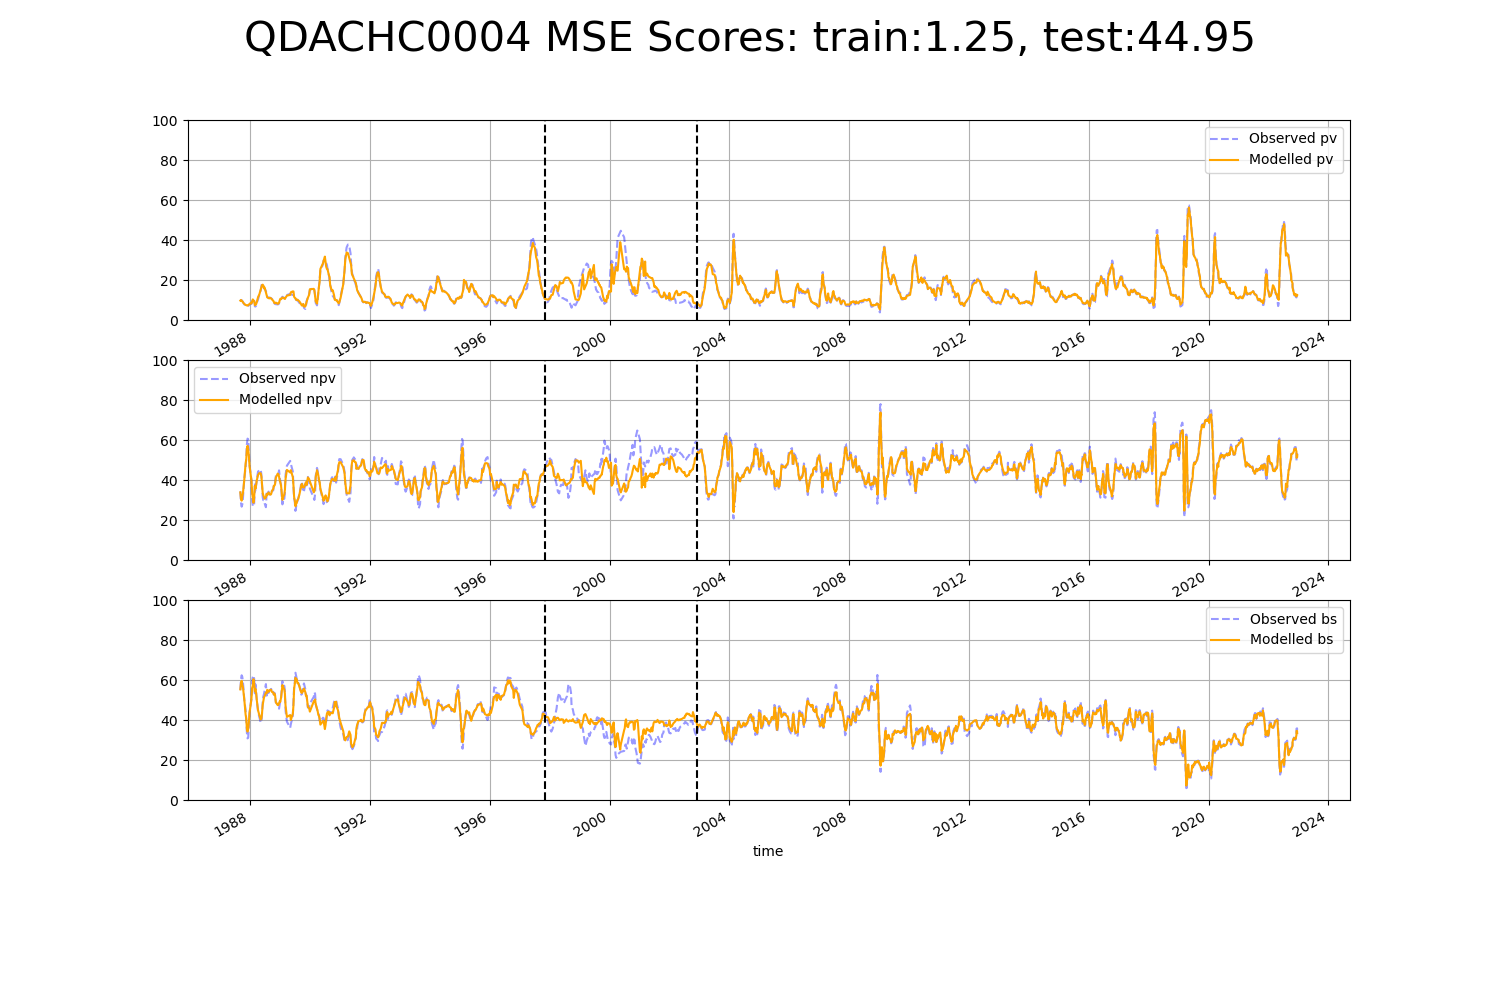 QDACHC0004 MSE Scores: train:1.25, test:44.95
100
80
60
40
20
0
Observed pv
Modelled pv
1988 1992 1996 2000 2004 2008 2012 2016 2020 2024
100
80
60
40
20
0
Observed npv
Modelled npv
1988 1992 1996 2000 2004 2008 2012 2016 2020 2024
100
80
60
40
20
0
Observed bs
Modelled bs
1988 1992 1996 2000 2004 2008 2012 2016 2020 2024
time